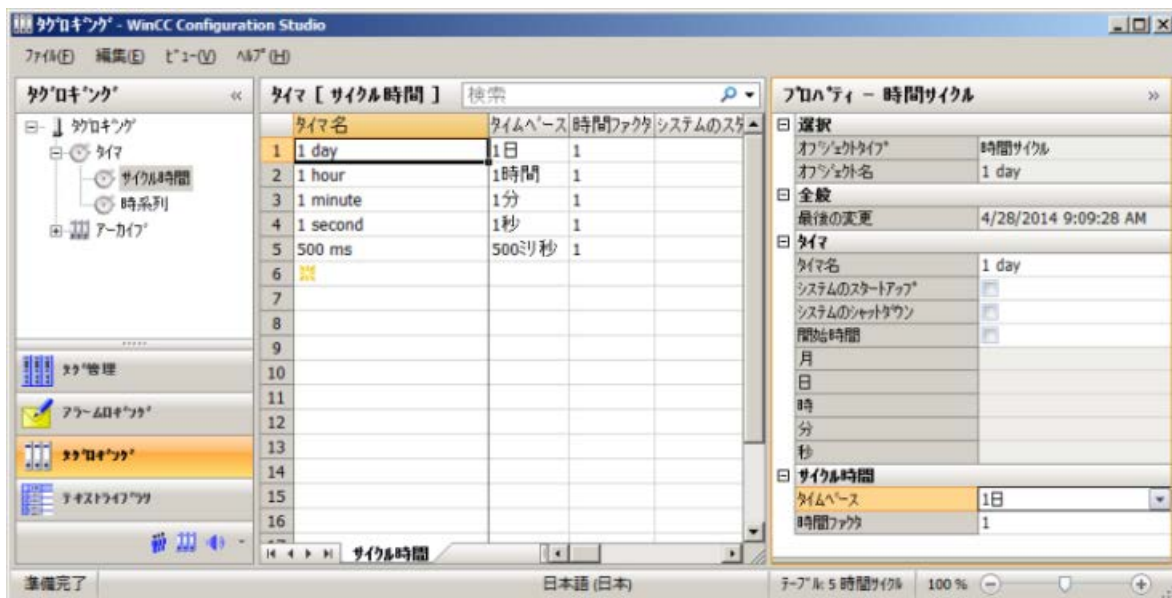 ﾀｸﾞﾛｷﾞﾝｸﾞ - WinCC Configuration Studio
ﾌｧｲﾙ(F) 編集(E) ﾋﾞｭｰ(V) ﾍﾙﾌﾟ(H)
ﾀｸﾞﾛｷﾞﾝｸﾞ «
ﾀｸﾞﾛｷﾞﾝｸﾞ
ﾀｲﾏ
ｻｲｸﾙ時間
時系列
ｱｰｶｲﾌﾞ
ﾀｸﾞ管理
ｱﾗｰﾑﾛｷﾞﾝｸﾞ
ﾀｸﾞﾛｷﾞﾝｸﾞ
ﾃｷｽﾄﾗｲﾌﾞﾗﾘ
ﾀｲﾏ [ ｻｲｸﾙ時間 ] 検索
ﾀｲﾏ名 ﾀｲﾑﾍﾞｰｽ 時間ﾌｧｸﾀ ｼｽﾃﾑのｽﾀ
1 1 day 1日 1
2 1 hour 1時間 1
3 1 minute 1分 1
4 1 second 1秒 1
5 500 ms 500ﾐﾘ秒 1
6
7
8
9
10
11
12
13
14
15
16
ｻｲｸﾙ時間
ﾌﾟﾛﾊﾟﾃｨ - 時間ｻｲｸﾙ »
選択
ｵﾌﾞｼﾞｪｸﾄﾀｲﾌﾟ 時間ｻｲｸﾙ
ｵﾌﾞｼﾞｪｸﾄ名 1 day
全般
最後の変更 4/28/2014 9:09:28 AM
ﾀｲﾏ
ﾀｲﾏ名 1 day
ｼｽﾃﾑのｽﾀｰﾄｱｯﾌﾟ
ｼｽﾃﾑのｼｬｯﾄﾀﾞｳﾝ
開始時間
月
日
時
分
秒
ｻｲｸﾙ時間
ﾀｲﾑﾍﾞｰｽ 1日
時間ﾌｧｸﾀ 1
準備完了 日本語 (日本) ﾃｰﾌﾞﾙ: 5 時間ｻｲｸﾙ 100 %